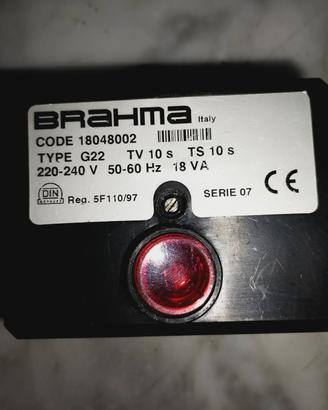 BRAHMA Italy
CODE 18048002
TYPE G22 TV 10 s TS 10 s
220-240 V 50-60 Hz 18 VA
DIN Reg. 5F110/97 SERIE 07 CE